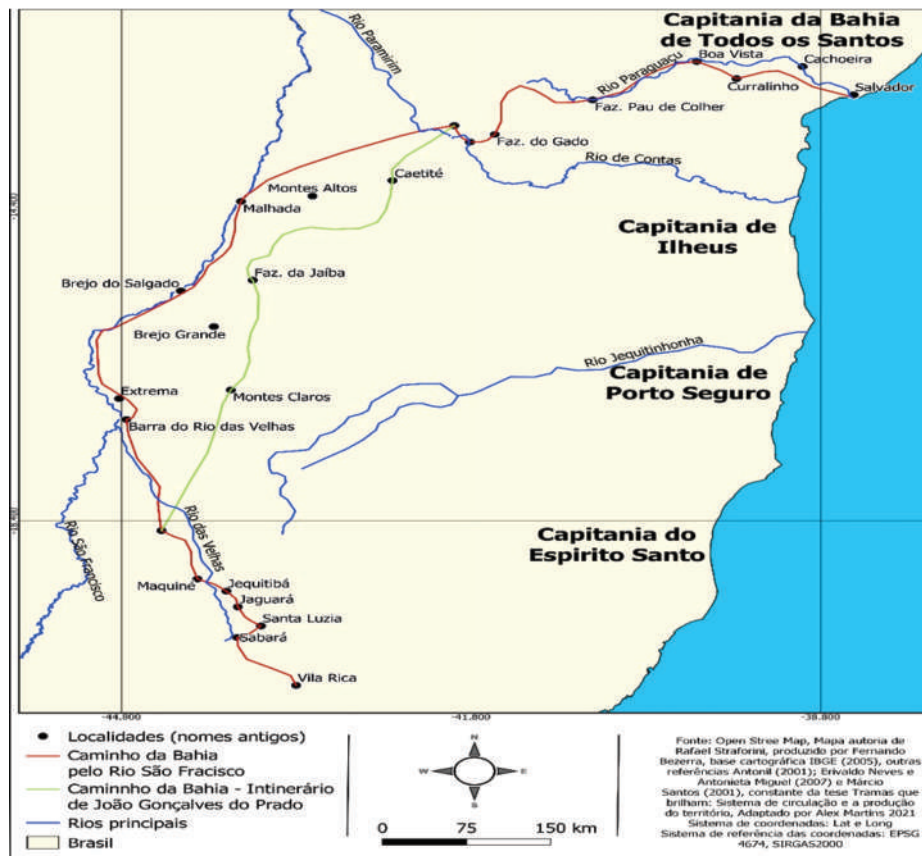 Capitania da Bahia
de Todos os Santos
Rio Paramirim
Boa Vista
Cachoeira
Rio Paraguaçu
Curralinho
Salvador
Faz. Pau de Colher
Faz. do Gado
Rio de Contas
Caetité
Montes Altos
-14.400
Malhada
Capitania de
Ilheus
Faz. da Jaíba
Brejo do Salgado
Brejo Grande
Rio Jequitinhonha
Capitania de
Porto Seguro
Extrema
Montes Claros
Barra do Rio das Velhas
Rio São Francisco
Rio das Velhas
Capitania do
Espirito Santo
Maquiné
Jequitibá
Jaguará
Santa Luzia
Sabará
Vila Rica
-44.800
-41.800
-38.800
Localidades (nomes antigos)
Caminho da Bahia
pelo Rio São Fracisco
Caminnho da Bahia - Intinerário
de João Gonçalves do Prado
Rios principais
Brasil
N
W
E
S
0 75 150 km
Fonte: Open Stree Map, Mapa autoria de
Rafael Straforini, produzido por Fernando
Bezerra, base cartográfica IBGE (2005), outras
referências Antonil (2001); Erivaldo Neves e
Antonieta Miguel (2007) e Márcio
Santos (2001), constante da tese Tramas que
brilham: Sistema de circulação e a produção
do território, Adaptado por Alex Martins 2021
Sistema de coordenadas: Lat e Long
Sistema de referência das coordenadas: EPSG
4674, SIRGAS2000